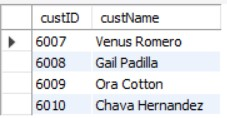 custID custName
6007 Venus Romero
6008 Gail Padilla
6009 Ora Cotton
6010 Chava Hernandez